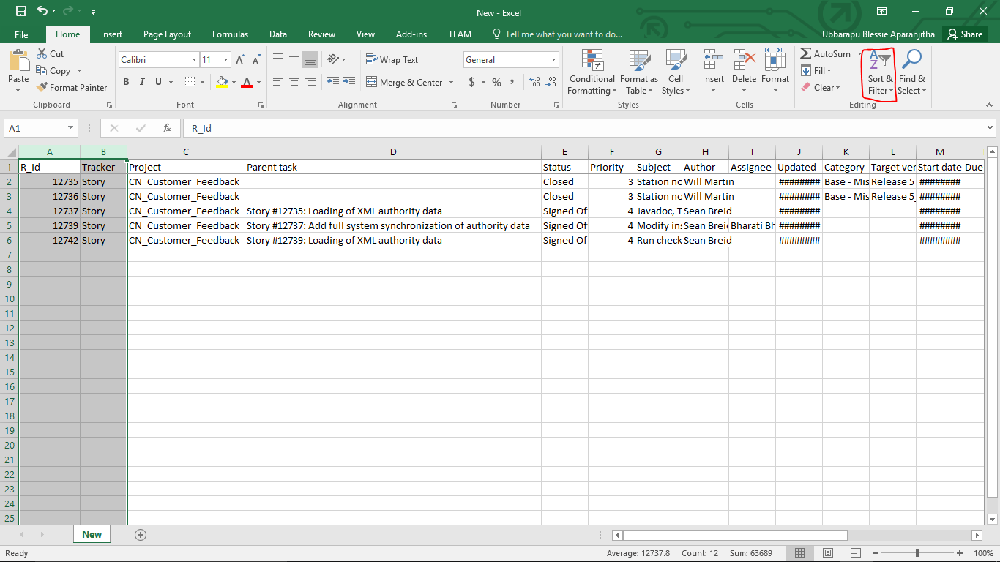 New - Excel
File Home Insert Page Layout Formulas Data Review View Add-ins TEAM Tell me what you want to do... Ubbarapu Blessie Aparanjitha Share
Paste
Cut
Copy
Format Painter
Clipboard
Calibri 11
B I U A
Font
Wrap Text
Merge & Center
Alignment
General
$ % ,
Number
Conditional Formatting
Format as Table
Cell Styles
Styles
Insert
Delete
Format
Cells
AutoSum
Fill
Clear
Sort & Filter
Find & Select
Editing
A1 fx R_Id
A B C D E F G H I J K L M
1 R_Id Tracker Project Parent task Status Priority Subject Author Assignee Updated Category Target ver Start date Due
2 12735 Story CN_Customer_Feedback Closed 3 Station no Will Martin ######## Base - Mis Release 5_ ########
3 12736 Story CN_Customer_Feedback Closed 3 Station no Will Martin ######## Base - Mis Release 5_ ########
4 12737 Story CN_Customer_Feedback Story #12735: Loading of XML authority data Signed Of 4 Javadoc, T Sean Breid ######## ########
5 12739 Story CN_Customer_Feedback Story #12737: Add full system synchronization of authority data Signed Of 4 Modify ins Sean Breid Bharati Bh ######## ########
6 12742 Story CN_Customer_Feedback Story #12739: Loading of XML authority data Signed Of 4 Run check Sean Breid ######## ########
7
8
9
10
11
12
13
14
15
16
17
18
19
20
21
22
23
24
25
New
Ready Average: 12737.8 Count: 12 Sum: 63689 100%